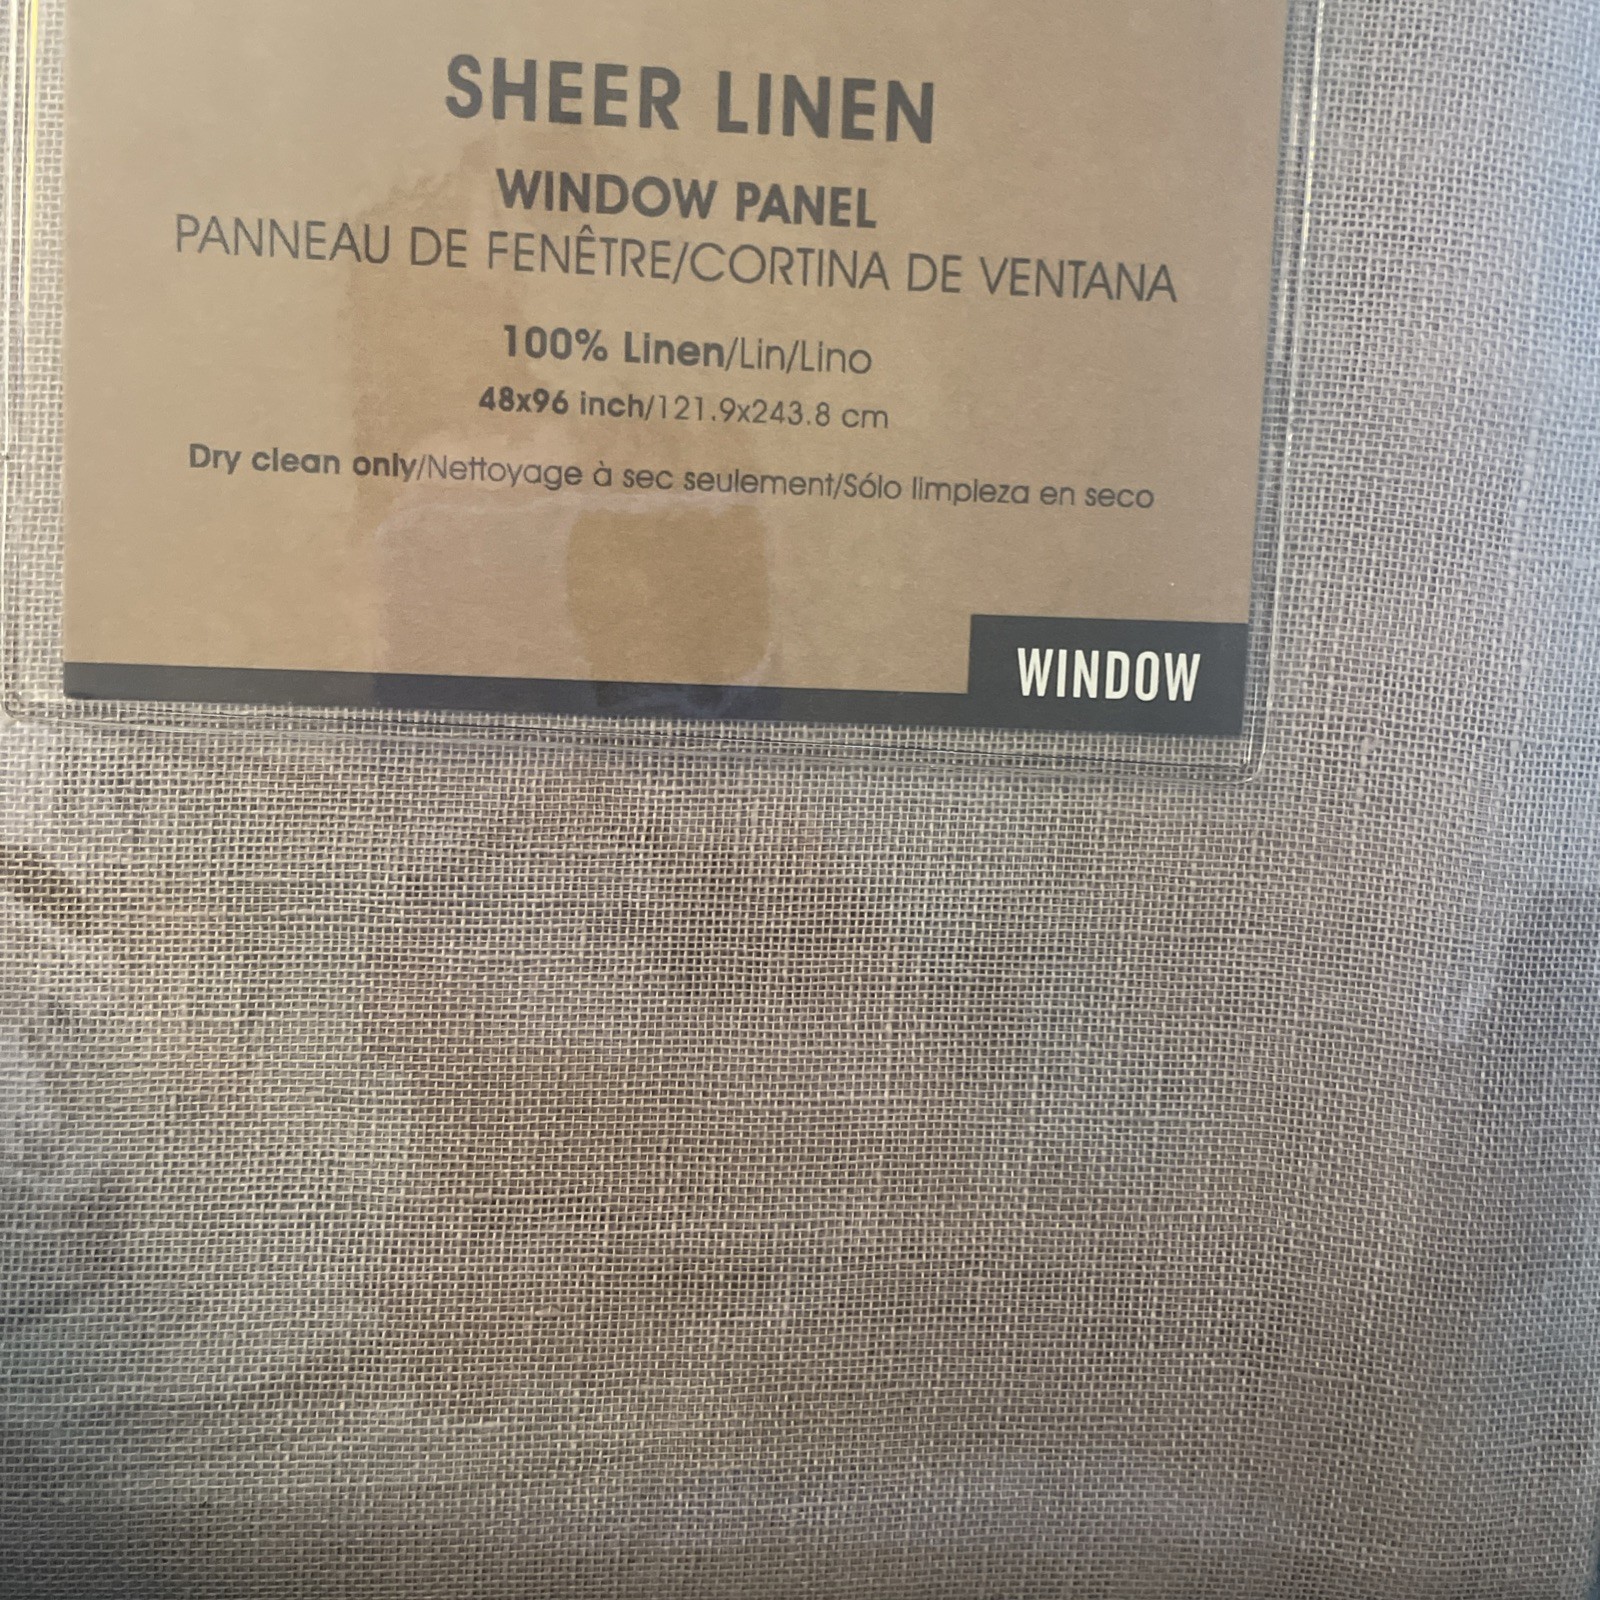 SHEER LINEN
WINDOW PANEL
PANNEAU DE FENÊTRE/CORTINA DE VENTANA
100% Linen/Lin/Lino
48x96 inch/121.9x243.8 cm
Dry clean only/Nettoyage à sec seulement/Sólo limpieza en seco
WINDOW